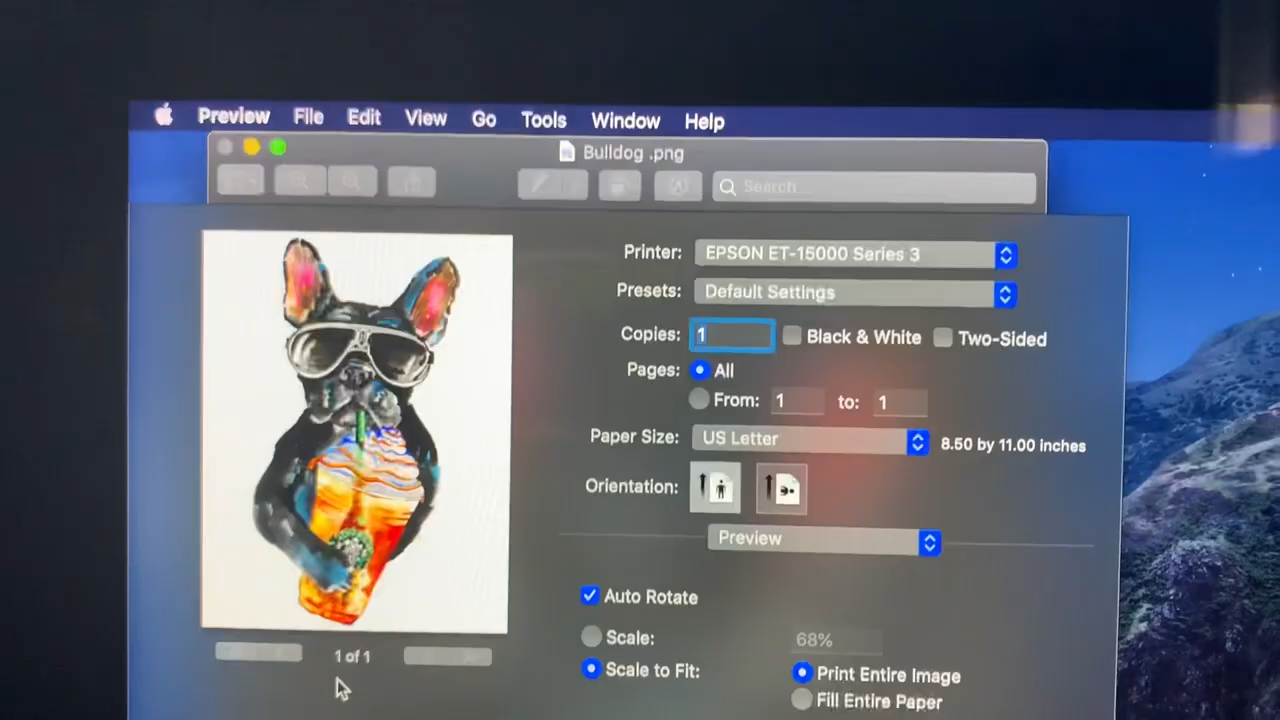 Preview File Edit View Go Tools Window Help
Bulldog .png
Search
Printer: EPSON ET-15000 Series 3
Presets: Default Settings
Copies: 1 Black & White Two-Sided
Pages: All
From: 1 to: 1
Paper Size: US Letter 8.50 by 11.00 inches
Orientation:
Preview
Auto Rotate
Scale: 68%
Scale to Fit: Print Entire Image
Fill Entire Paper
1 of 1